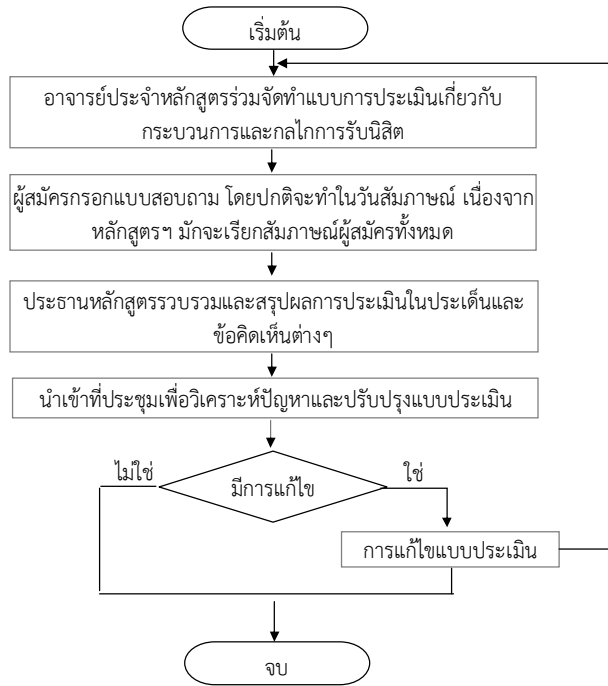 เริ่มต้น
อาจารย์ประจำหลักสูตรร่วมจัดทำแบบการประเมินเกี่ยวกับ
กระบวนการและกลไกการรับนิสิต
ผู้สมัครกรอกแบบสอบถาม โดยปกติจะทำในวันสัมภาษณ์ เนื่องจาก
หลักสูตรฯ มักจะเรียกสัมภาษณ์ผู้สมัครทั้งหมด
ประธานหลักสูตรรวบรวมและสรุปผลการประเมินในประเด็นและ
ข้อคิดเห็นต่างๆ
นำเข้าที่ประชุมเพื่อวิเคราะห์ปัญหาและปรับปรุงแบบประเมิน
ไม่ใช่
มีการแก้ไข
ใช่
การแก้ไขแบบประเมิน
จบ